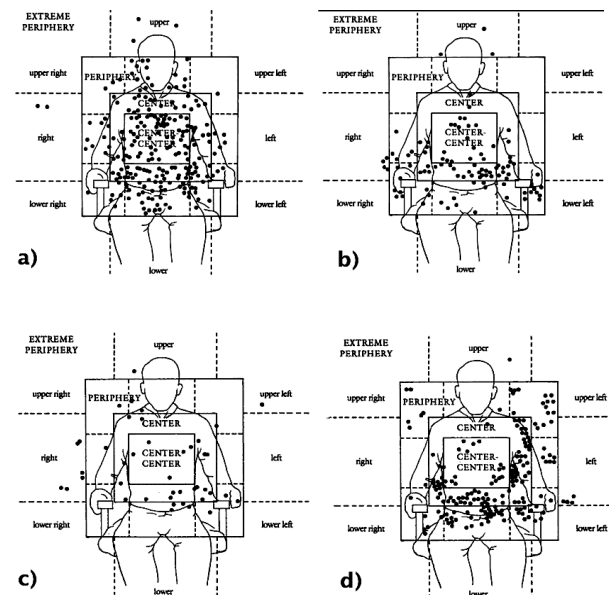 EXTREME
PERIPHERY
upper
upper right
PERIPHERY
upper left
CENTER
right
CENTER-
CENTER
left
lower right
lower left
lower
a)
EXTREME
PERIPHERY
upper
upper right
PERIPHERY
upper left
CENTER
right
CENTER-
CENTER
left
lower right
lower left
lower
b)
EXTREME
PERIPHERY
upper
upper right
PERIPHERY
upper left
CENTER
right
CENTER
CENTER
left
lower right
lower left
lower
c)
EXTREME
PERIPHERY
upper
upper right
PERIPHERY
upper left
CENTER
right
CENTER-
CENTER
left
lower right
lower left
lower
d)